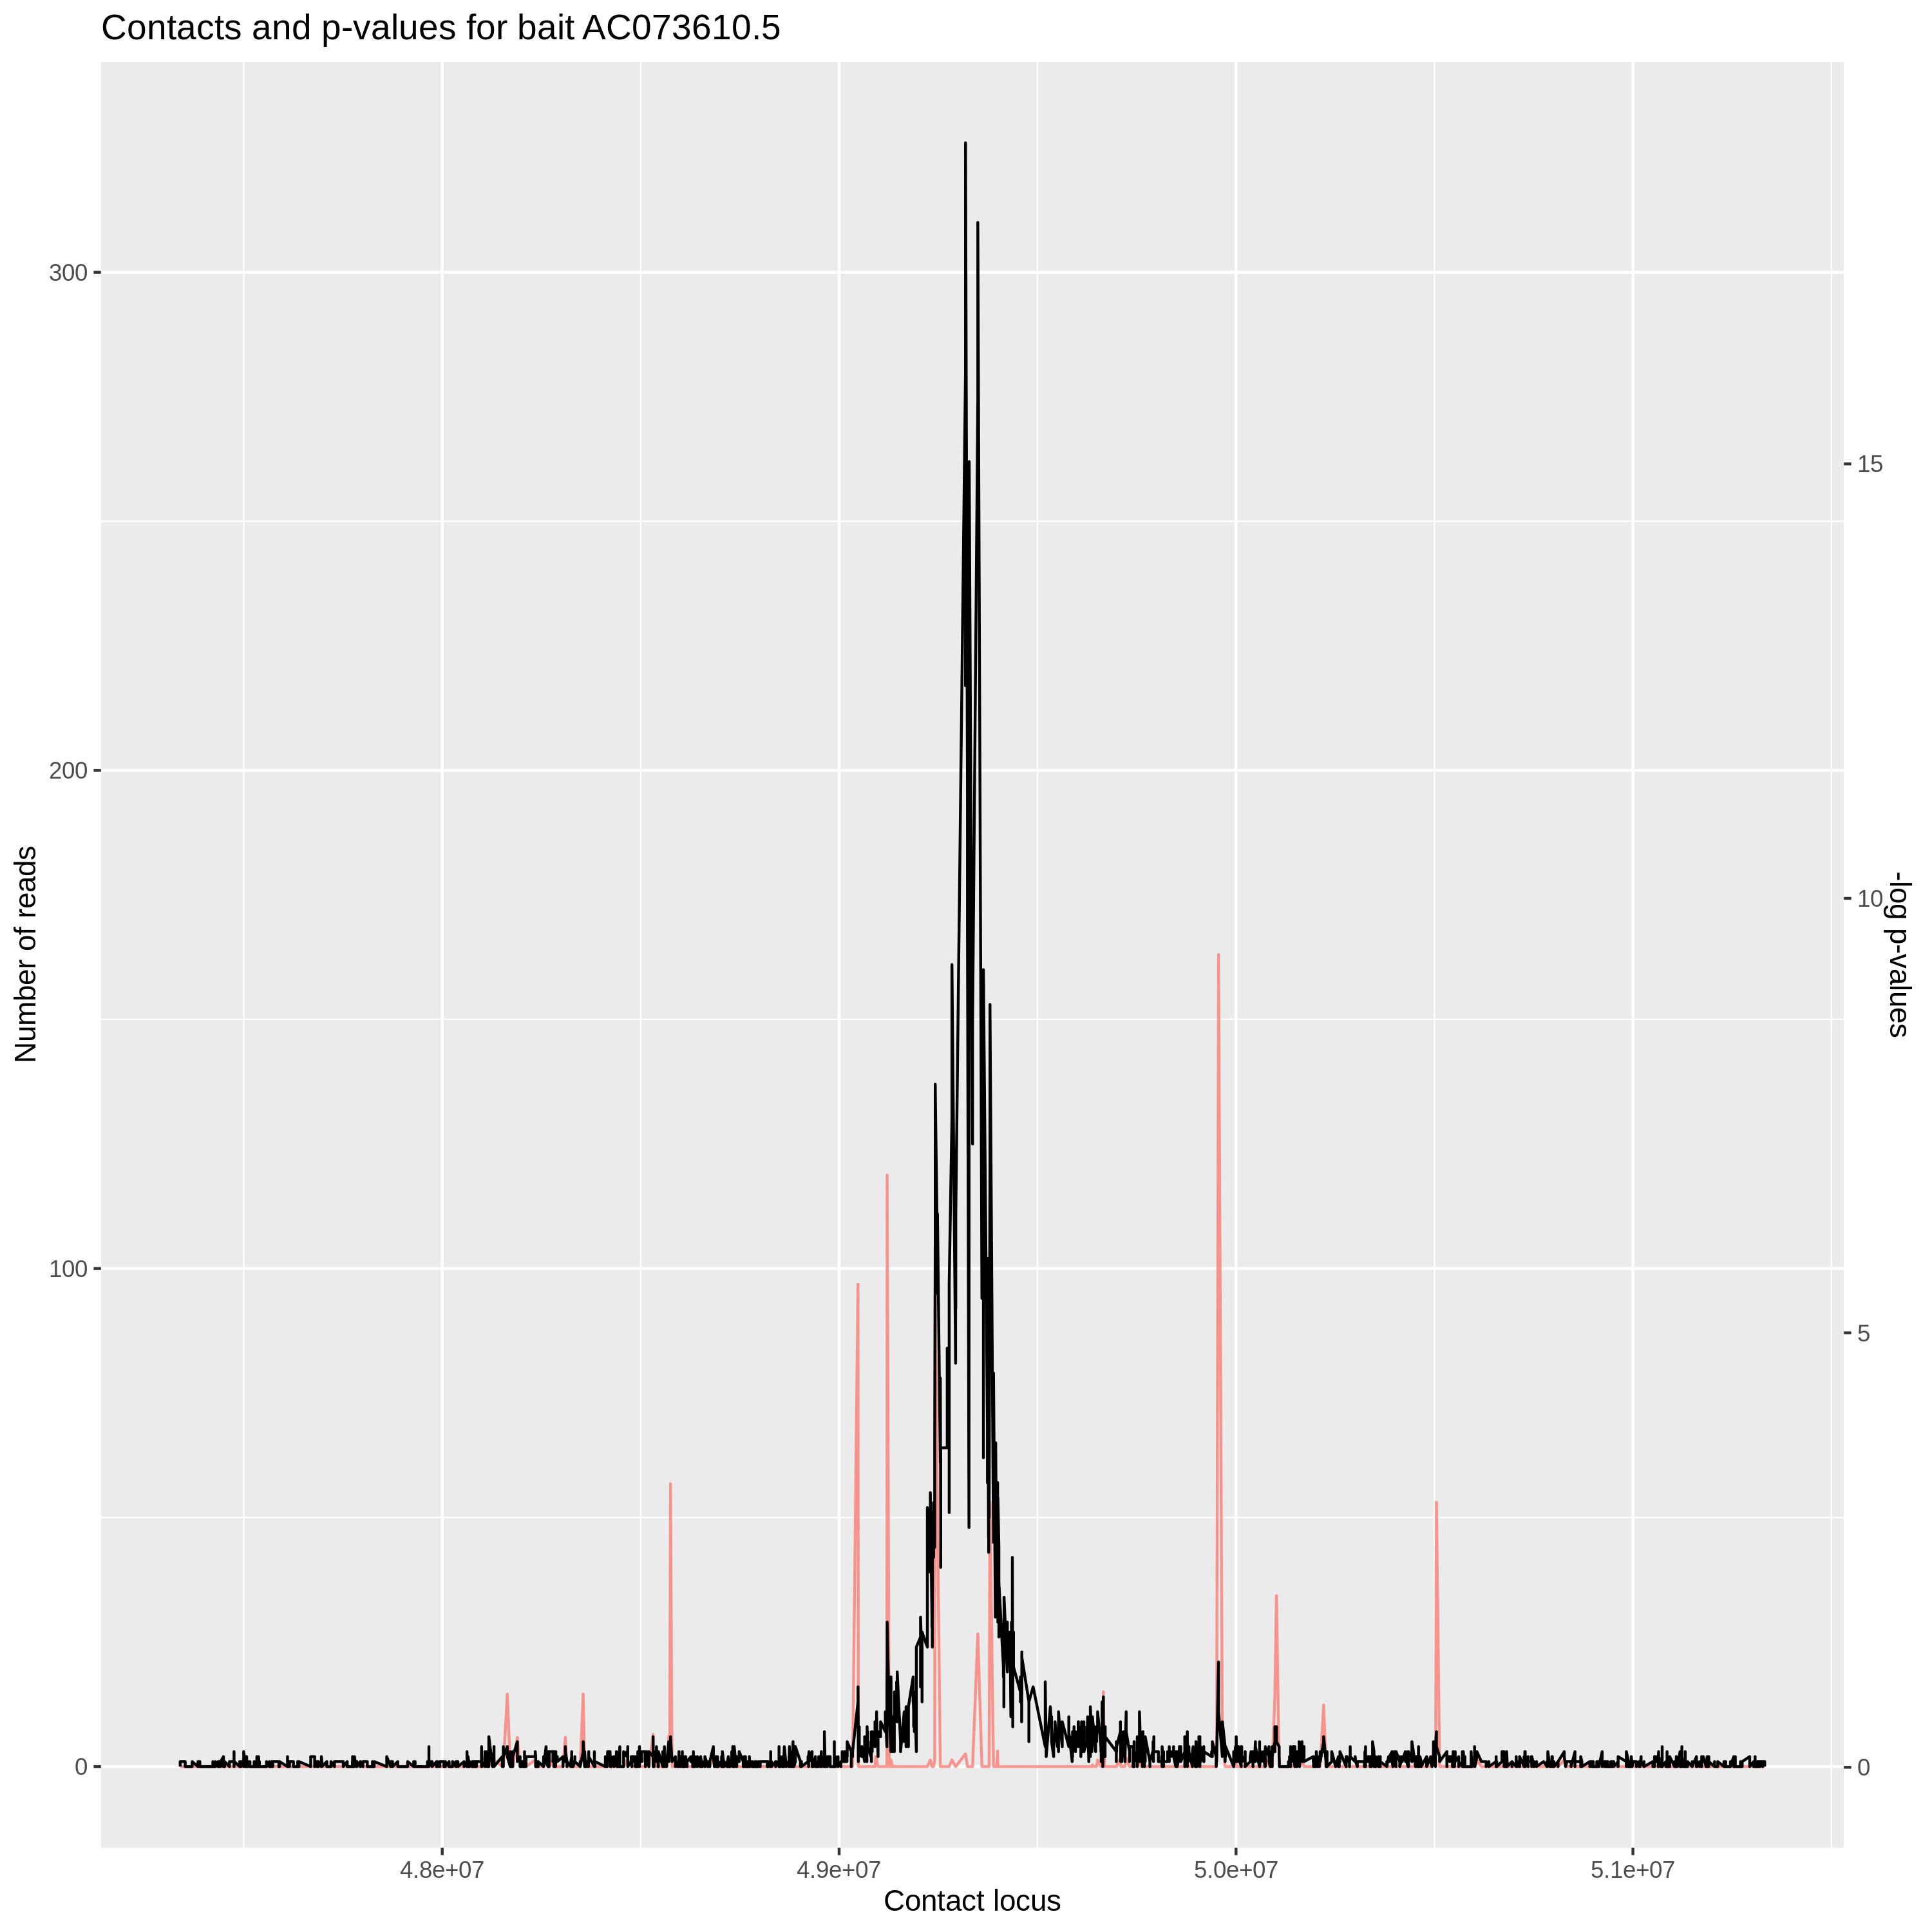 Contacts and p-values for bait AC073610.5
300
200
100
0
Number of reads
15
10
5
0
-log p-values
4.8e+07
4.9e+07
5.0e+07
5.1e+07
Contact locus